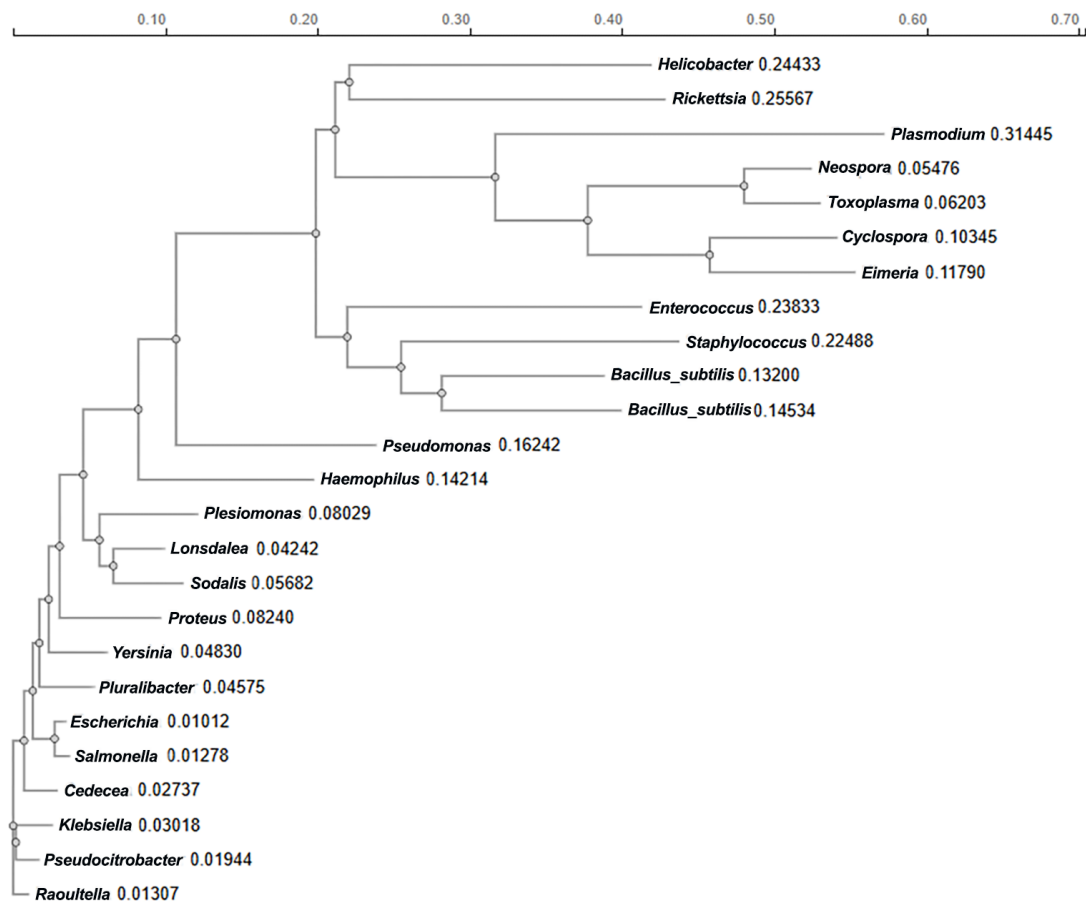 0.10 0.20 0.30 0.40 0.50 0.60 0.70
Helicobacter 0.24433
Rickettsia 0.25567
Plasmodium 0.31445
Neospora 0.05476
Toxoplasma 0.06203
Cyclospora 0.10345
Eimeria 0.11790
Enterococcus 0.23833
Staphylococcus 0.22488
Bacillus_subtilis 0.13200
Bacillus_subtilis 0.14534
Pseudomonas 0.16242
Haemophilus 0.14214
Plesiomonas 0.08029
Lonsdalea 0.04242
Sodalis 0.05682
Proteus 0.08240
Yersinia 0.04830
Pluralibacter 0.04575
Escherichia 0.01012
Salmonella 0.01278
Cedecea 0.02737
Klebsiella 0.03018
Pseudocitrobacter 0.01944
Raoultella 0.01307